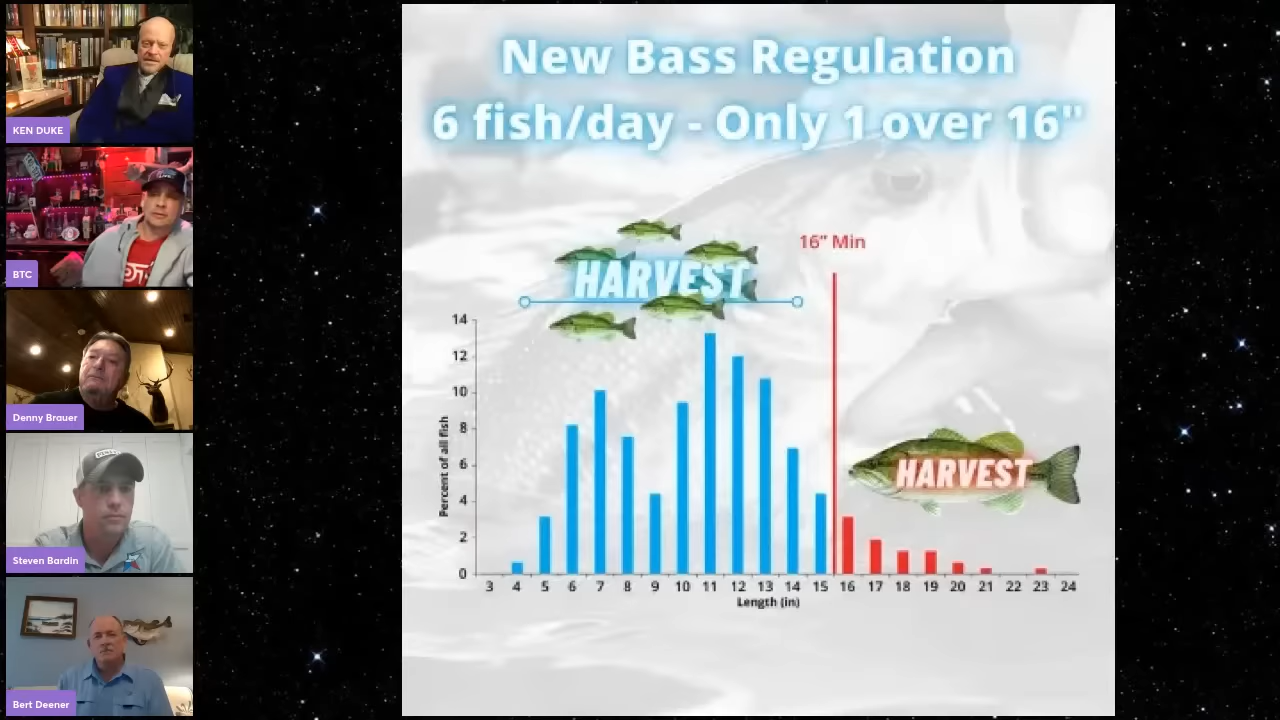 KEN DUKE
BTC
Denny Brauer
Steven Bardin
Bert Deener
New Bass Regulation
6 fish/day - Only 1 over 16"
16” Min
HARVEST
HARVEST
14
12
10
8
6
4
2
0
Percent of all fish
3 4 5 6 7 8 9 10 11 12 13 14 15 16 17 18 19 20 21 22 23 24
Length (in)